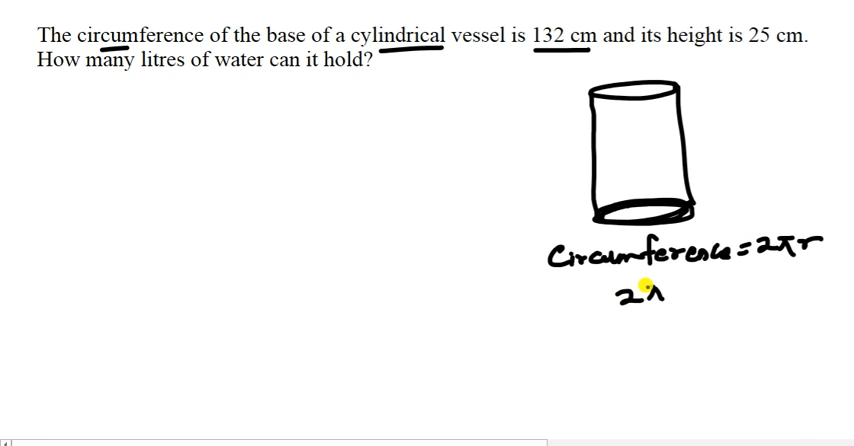 The circumference of the base of a cylindrical vessel is 132 cm and its height is 25 cm.
How many litres of water can it hold?
Circumference = 2πr
2π